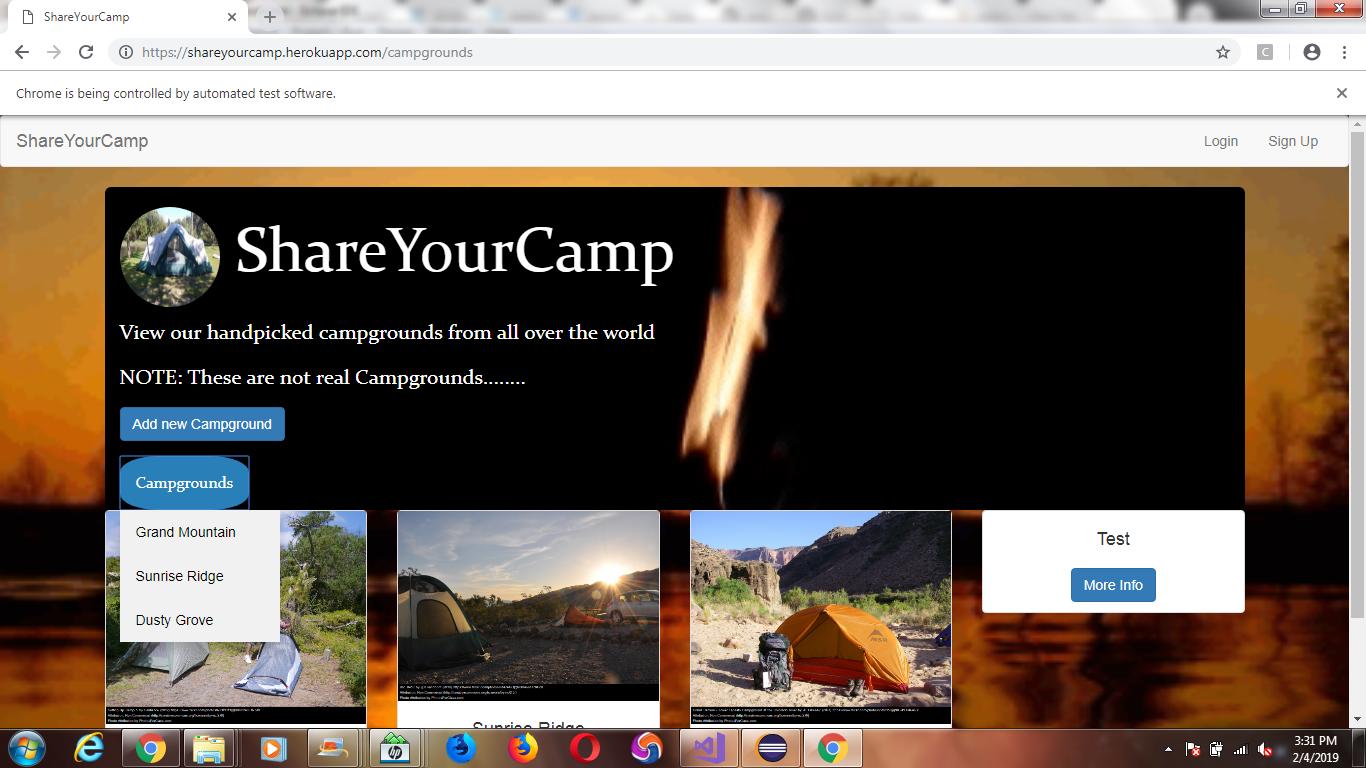 ShareYourCamp
https://shareyourcamp.herokuapp.com/campgrounds
C
Chrome is being controlled by automated test software.
ShareYourCamp
Login
Sign Up
ShareYourCamp
View our handpicked campgrounds from all over the world
NOTE: These are not real Campgrounds........
Add new Campground
Campgrounds
Grand Mountain
Sunrise Ridge
Dusty Grove
Test
More Info
Sunrise Ridge
hp
3:31 PM
2/4/2019